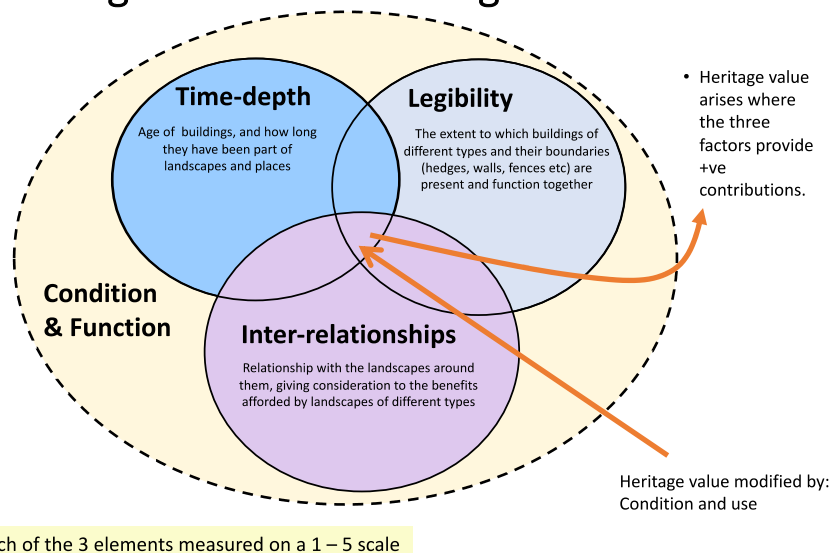 Time-depth
Age of buildings, and how long
they have been part of
landscapes and places
Legibility
The extent to which buildings of
different types and their boundaries
(hedges, walls, fences etc) are
present and function together
• Heritage value
arises where
the three
factors provide
+ve
contributions.
Condition
& Function
Inter-relationships
Relationship with the landscapes around
them, giving consideration to the benefits
afforded by landscapes of different types
Heritage value modified by:
Condition and use
of the 3 elements measured on a 1 – 5 scale